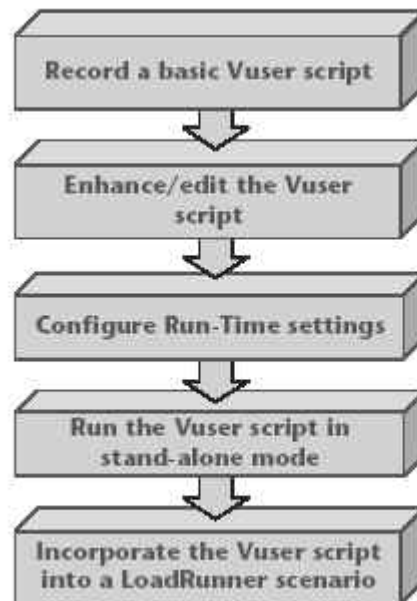 Record a basic Vuser script
Enhance/edit the Vuser
script
Configure Run-Time settings
Run the Vuser script in
stand-alone mode
Incorporate the Vuser script
into a LoadRunner scenario